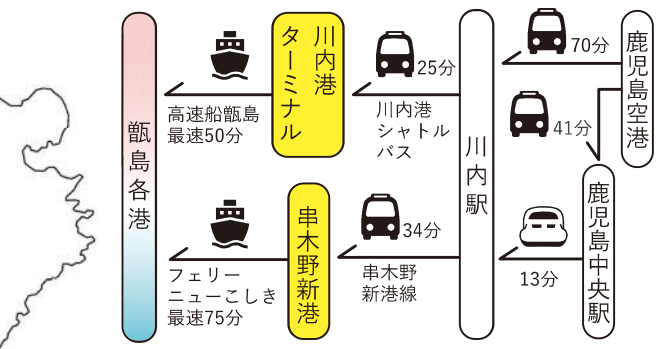 甑島各港
高速船甑島
最速50分
川内港
ターミナル
25分
川内港
シャトル
バス
フェリー
ニューこしき
最速75分
串木野新港
34分
串木野
新港線
川内駅
70分
41分
13分
鹿児島空港
鹿児島中央駅